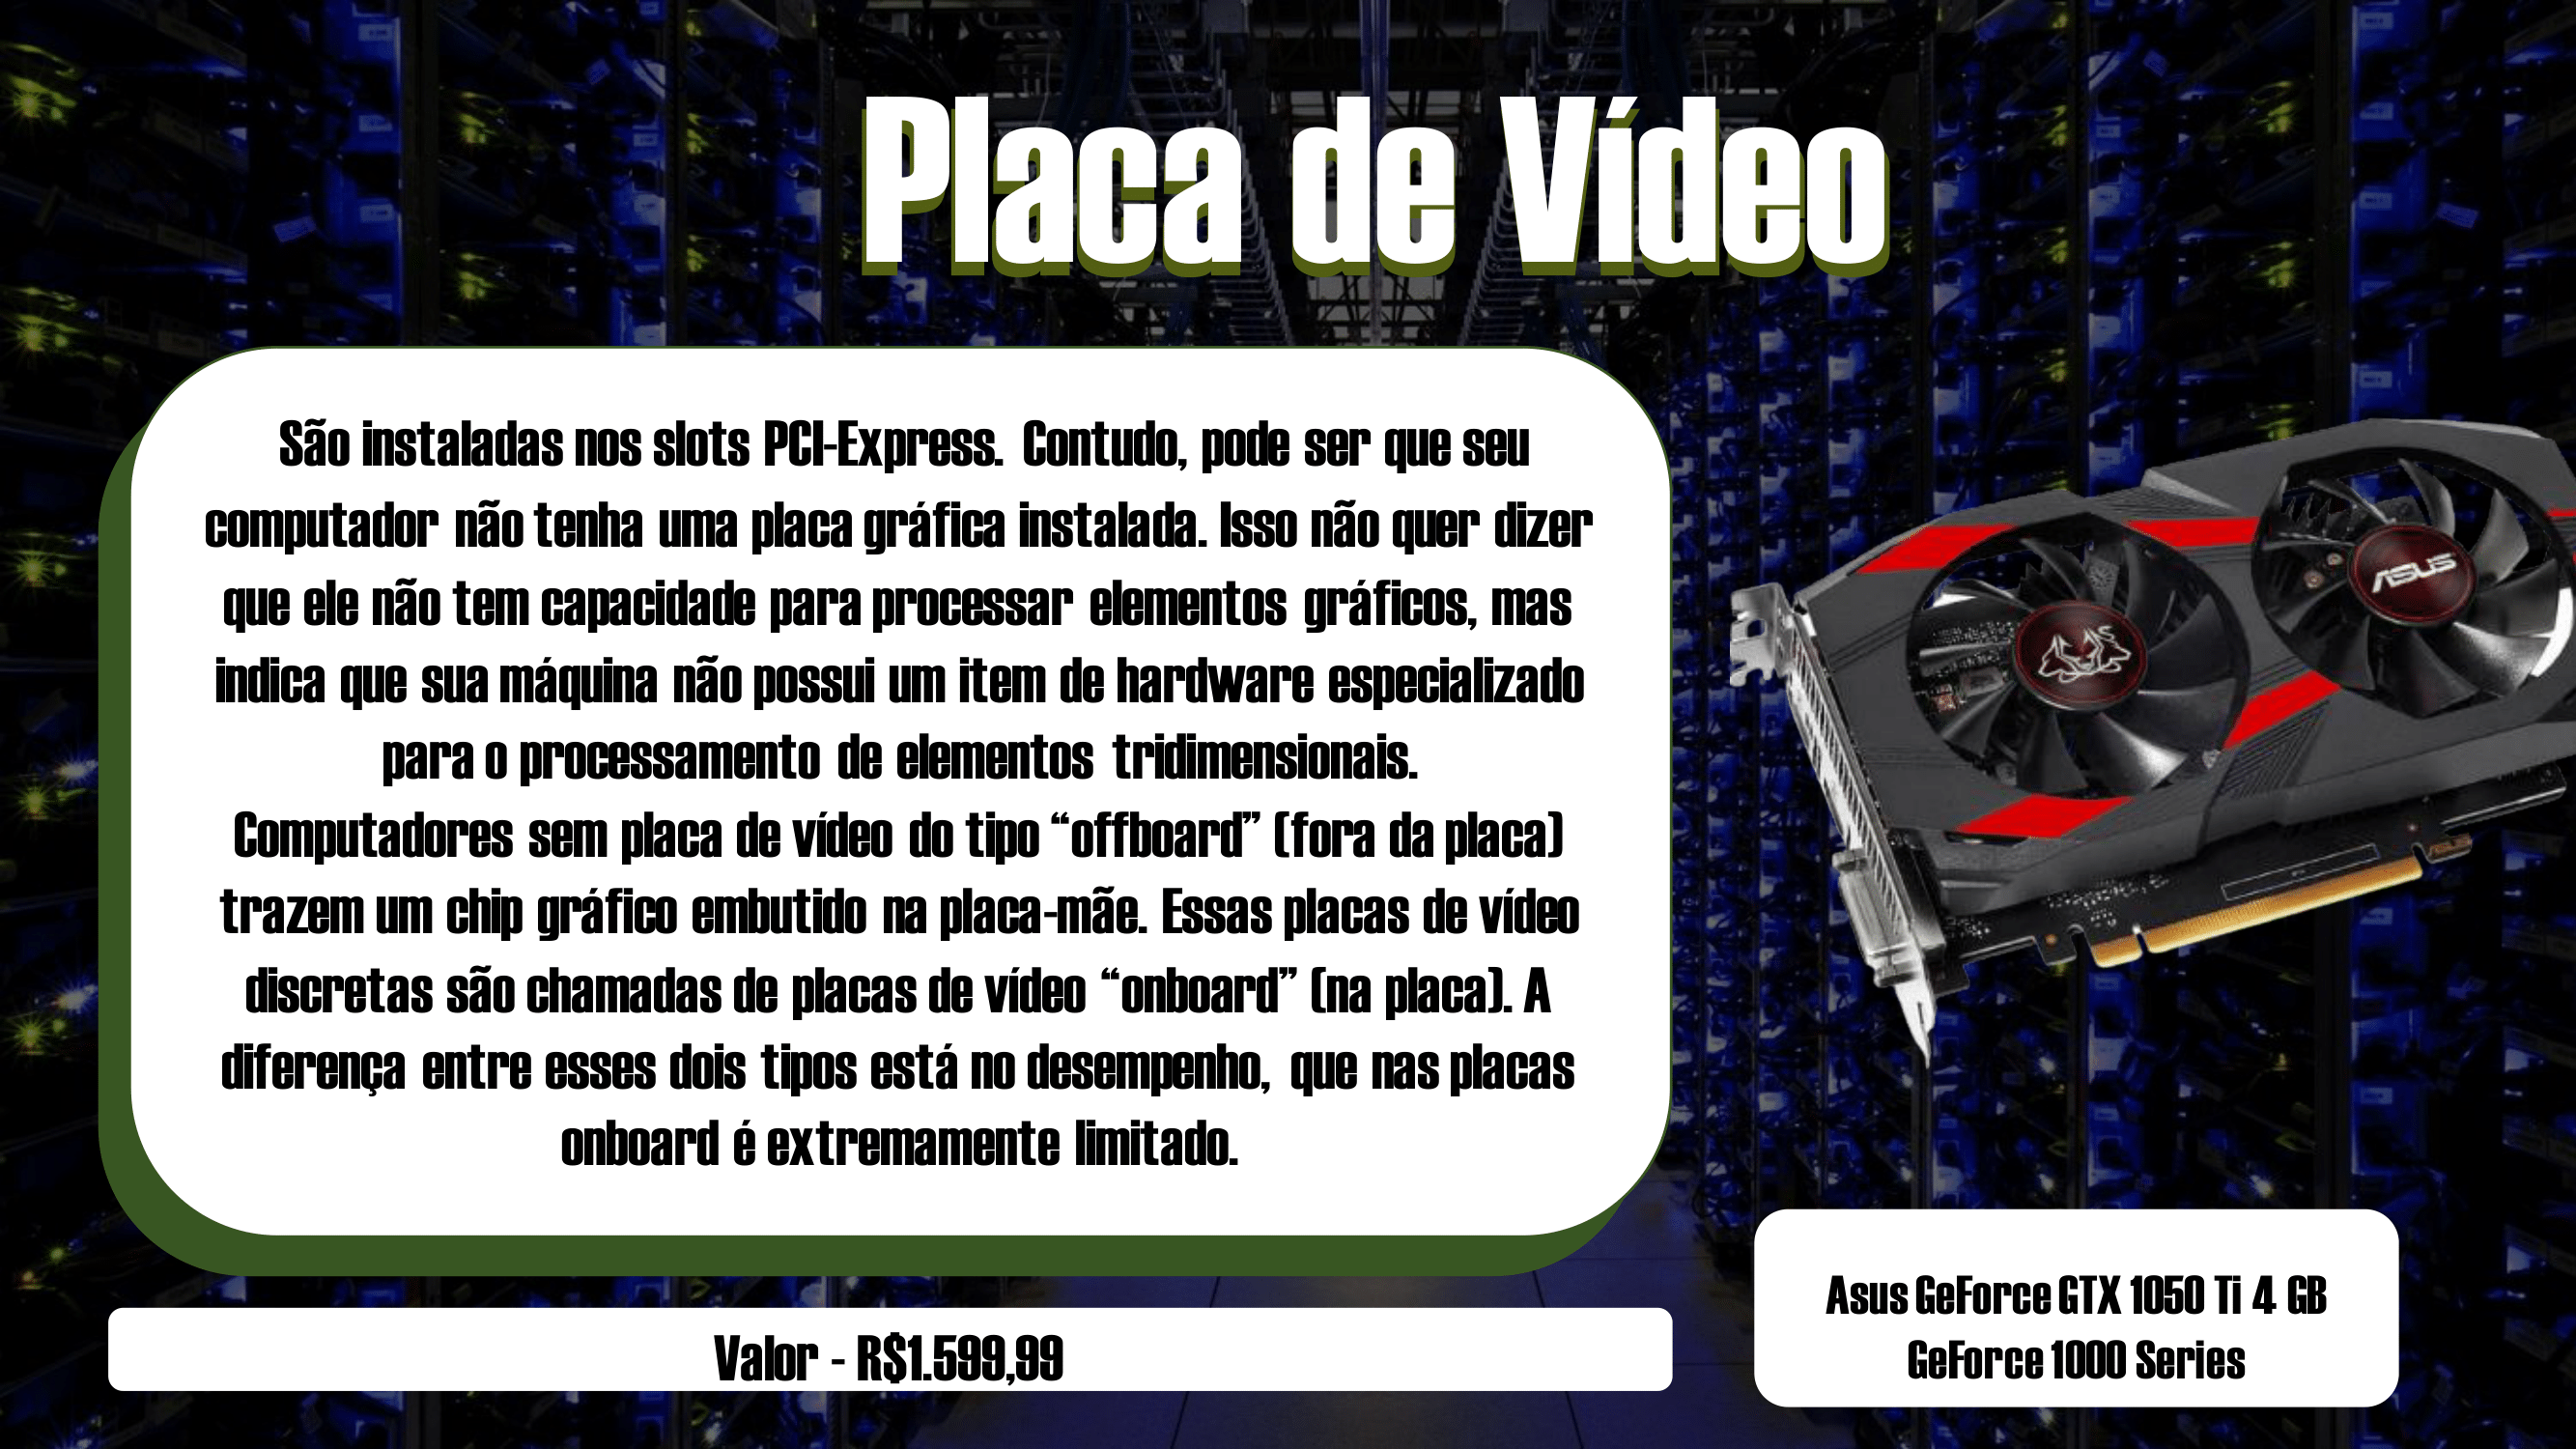 Placa de Vídeo
São instaladas nos slots PCI-Express. Contudo, pode ser que seu
computador não tenha uma placa gráfica instalada. Isso não quer dizer
que ele não tem capacidade para processar elementos gráficos, mas
indica que sua máquina não possui um item de hardware especializado
para o processamento de elementos tridimensionais.
Computadores sem placa de vídeo do tipo “offboard” (fora da placa)
trazem um chip gráfico embutido na placa-mãe. Essas placas de vídeo
discretas são chamadas de placas de vídeo “onboard” (na placa). A
diferença entre esses dois tipos está no desempenho, que nas placas
onboard é extremamente limitado.
ASUS
Valor - R$1.599,99
Asus GeForce GTX 1050 Ti 4 GB
GeForce 1000 Series